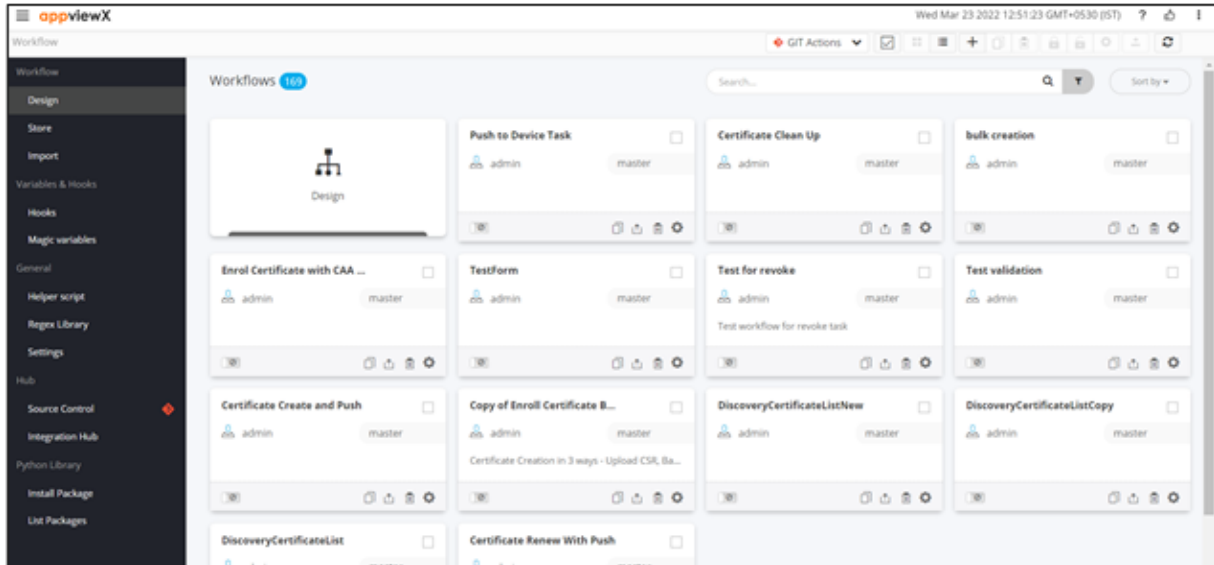 appviewX Wed Mar 23 2022 12:51:23 GMT+0530 (IST) ?
Workflow GIT Actions
Workflow
Design
Store
Import
Variables & Hooks
Hooks
Magic variables
General
Helper script
Regex Library
Settings
Hub
Source Control
Integration Hub
Python Library
Install Package
List Packages
Workflows 169 Search... Sort by
Design
Push to Device Task
admin master
Certificate Clean Up
admin master
bulk creation
admin master
Enrol Certificate with CAA ...
admin master
TestForm
admin master
Test for revoke
admin master
Test workflow for revoke task
Test validation
admin master
Certificate Create and Push
admin master
Copy of Enroll Certificate B...
admin master
Certificate Creation in 3 ways - Upload CSR, Ba...
DiscoveryCertificateListNew
admin master
DiscoveryCertificateListCopy
admin master
DiscoveryCertificateList
Certificate Renew With Push